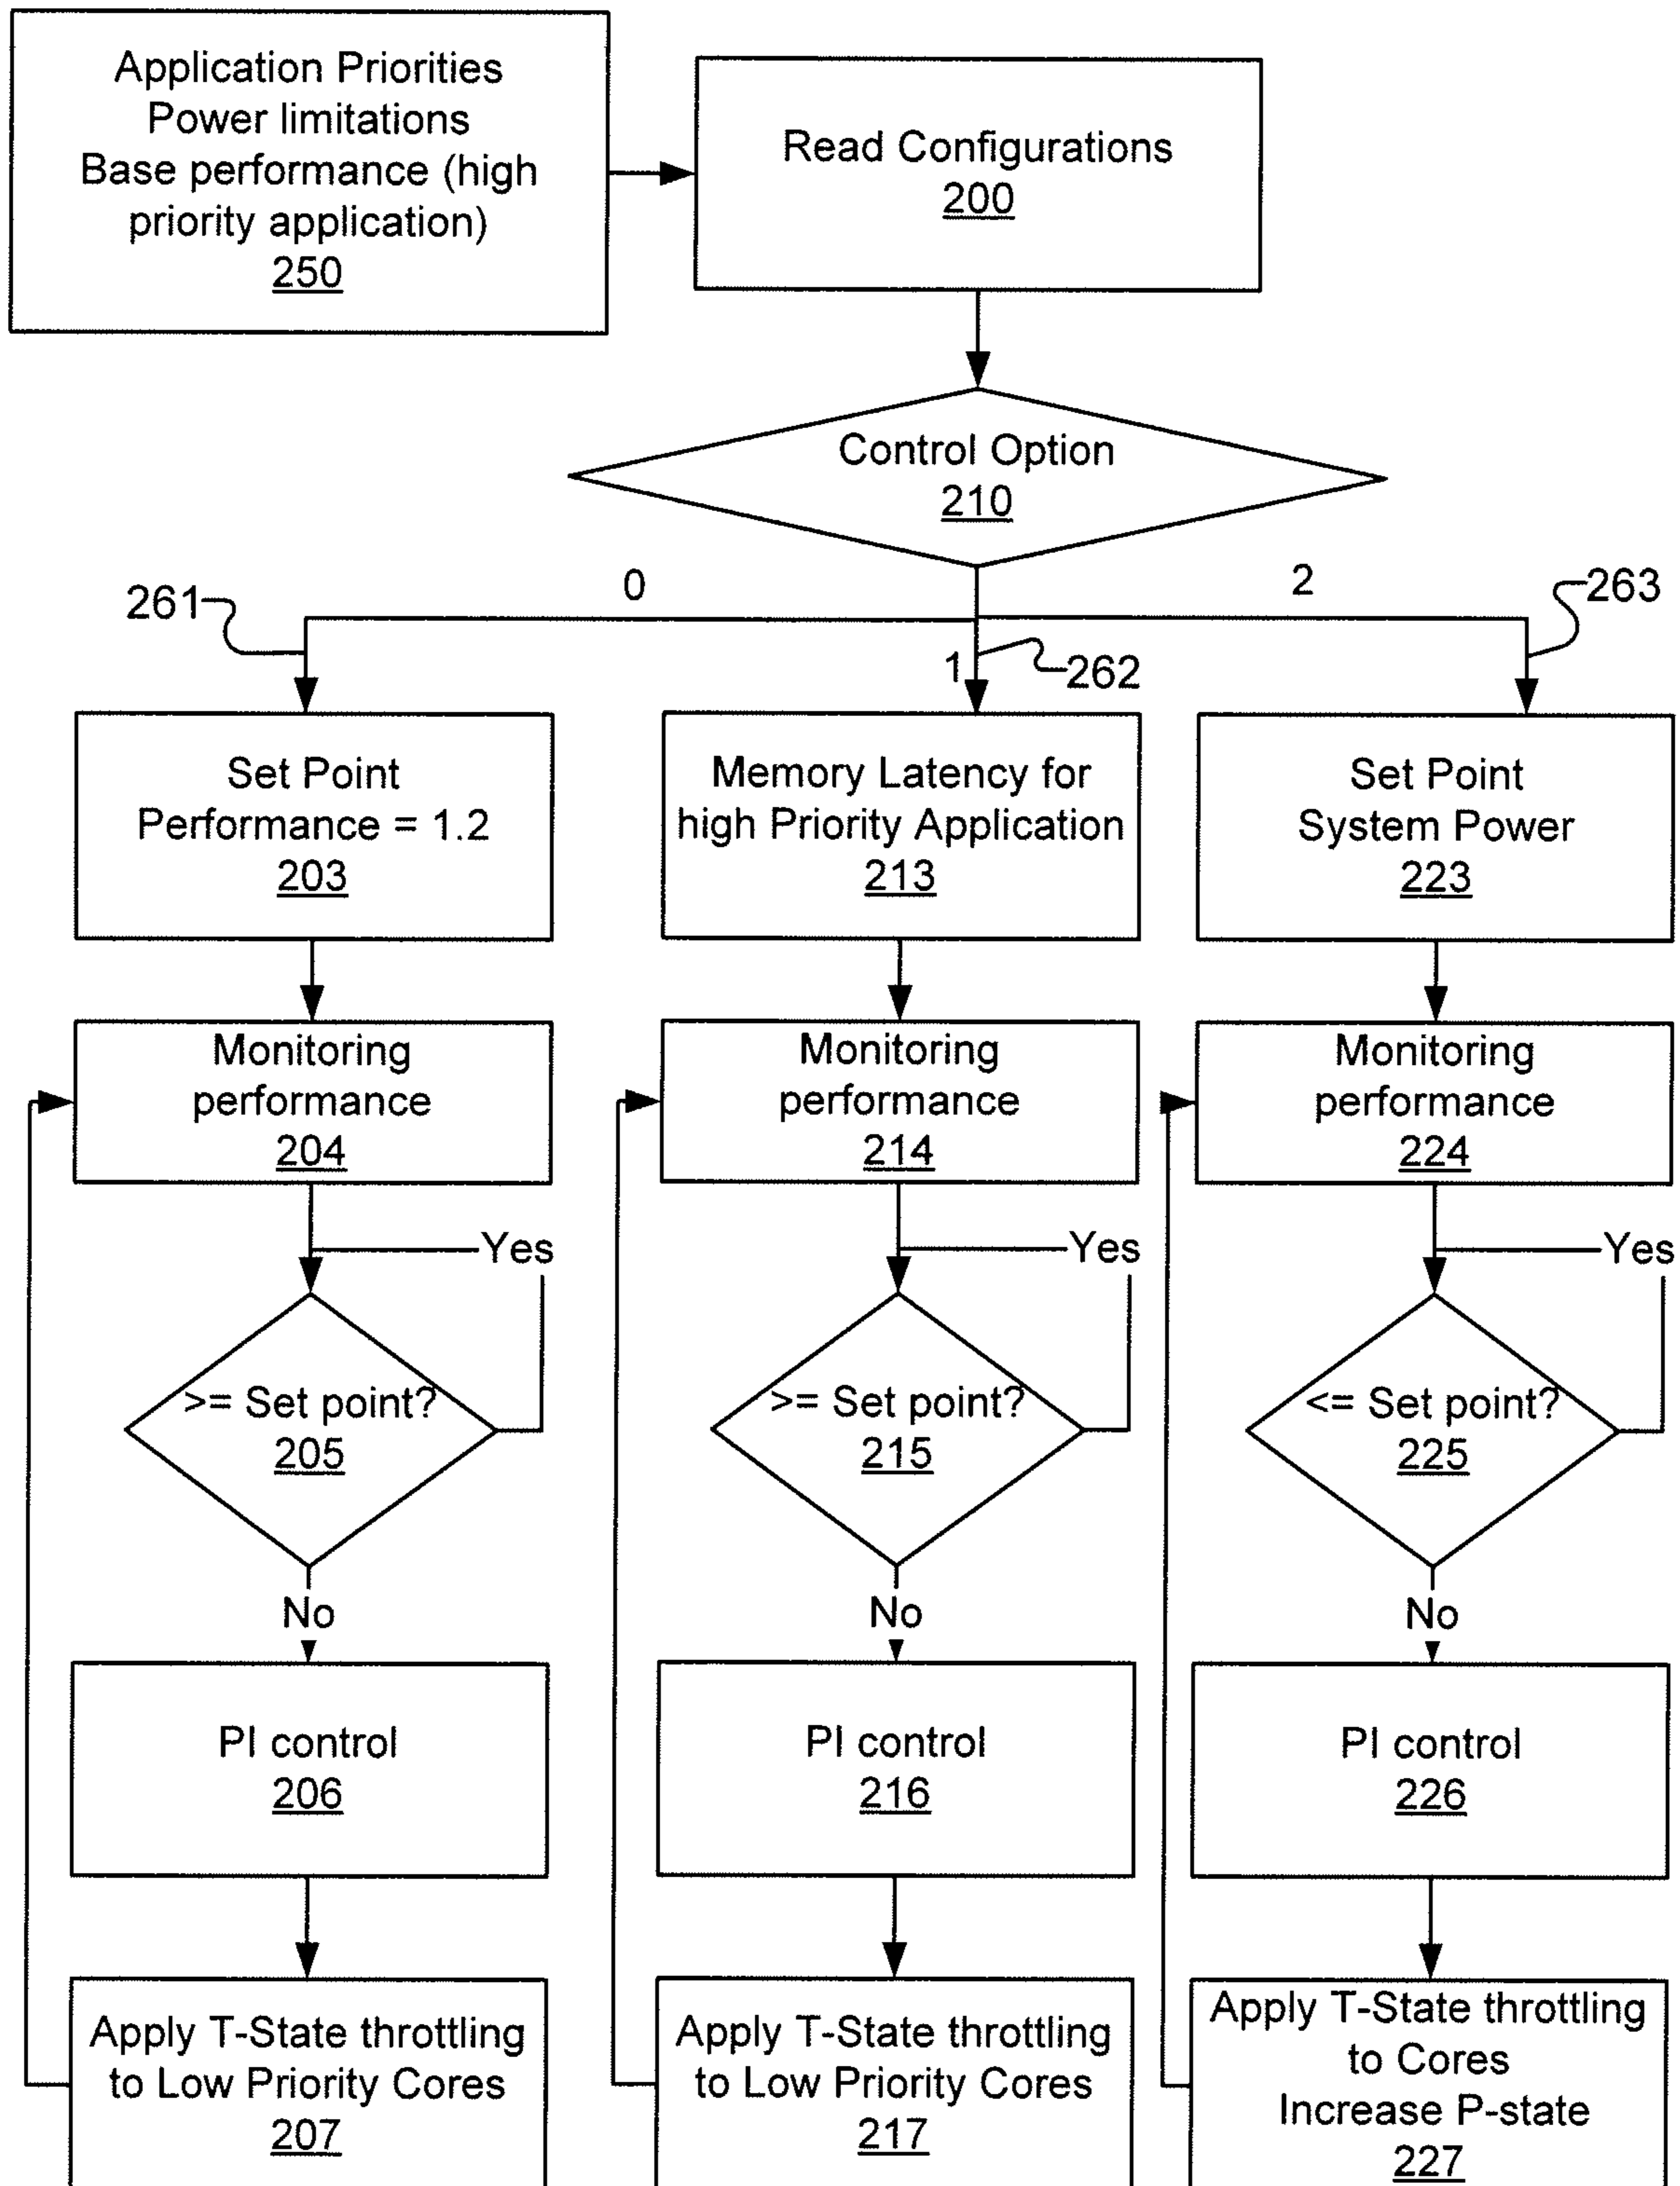 Application Priorities
Power limitations
Base performance (high
priority application)
250
Read Configurations
200
Control Option
210
0
2
261
263
1
262
Set Point
Performance = 1.2
203
Memory Latency for
high Priority Application
213
Set Point
System Power
223
Monitoring
performance
204
Monitoring
performance
214
Monitoring
performance
224
Yes
Yes
Yes
>= Set point?
205
>= Set point?
215
<= Set point?
225
No
No
No
PI control
206
PI control
216
PI control
226
Apply T-State throttling
to Low Priority Cores
207
Apply T-State throttling
to Low Priority Cores
217
Apply T-State throttling
to Cores
Increase P-state
227